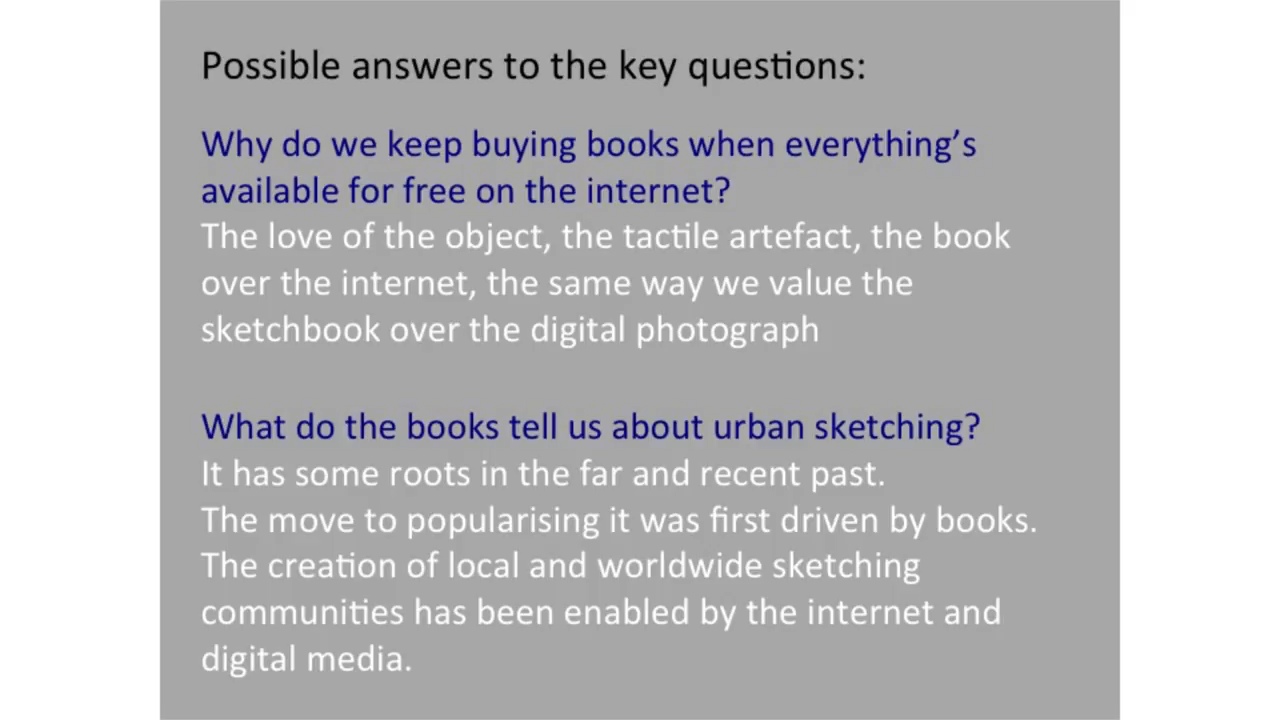 Possible answers to the key questions:
Why do we keep buying books when everything’s
available for free on the internet?
The love of the object, the tactile artefact, the book
over the internet, the same way we value the
sketchbook over the digital photograph
What do the books tell us about urban sketching?
It has some roots in the far and recent past.
The move to popularising it was first driven by books.
The creation of local and worldwide sketching
communities has been enabled by the internet and
digital media.